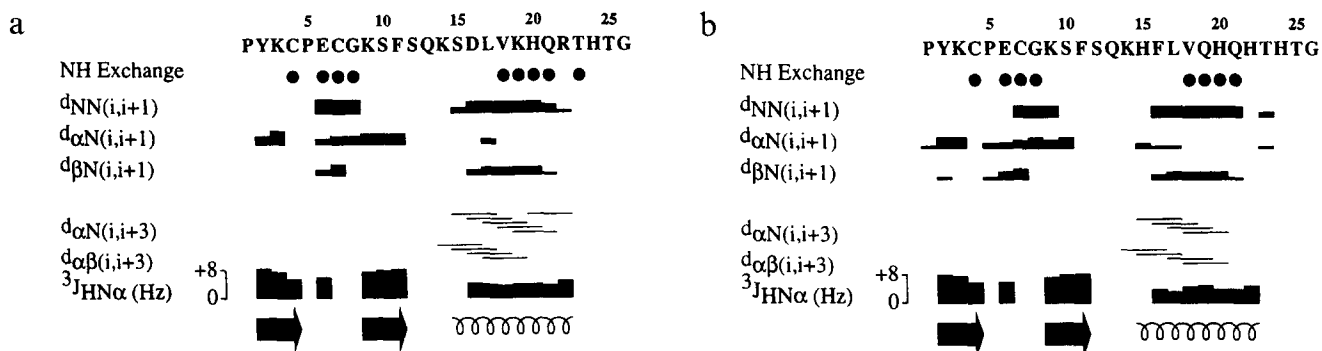 a
5 10 15 20 25
PYKCPECGKSFSQKSDLVKHQRTHTG
NH Exchange
dNN(i,i+1)
dαN(i,i+1)
dβN(i,i+1)
dαN(i,i+3)
dαβ(i,i+3)
3JHNα (Hz) +8
0
b
5 10 15 20 25
PYKCPECGKSFSQKHFLVQHQHTHTG
NH Exchange
dNN(i,i+1)
dαN(i,i+1)
dβN(i,i+1)
dαN(i,i+3)
dαβ(i,i+3)
3JHNα (Hz) +8
0